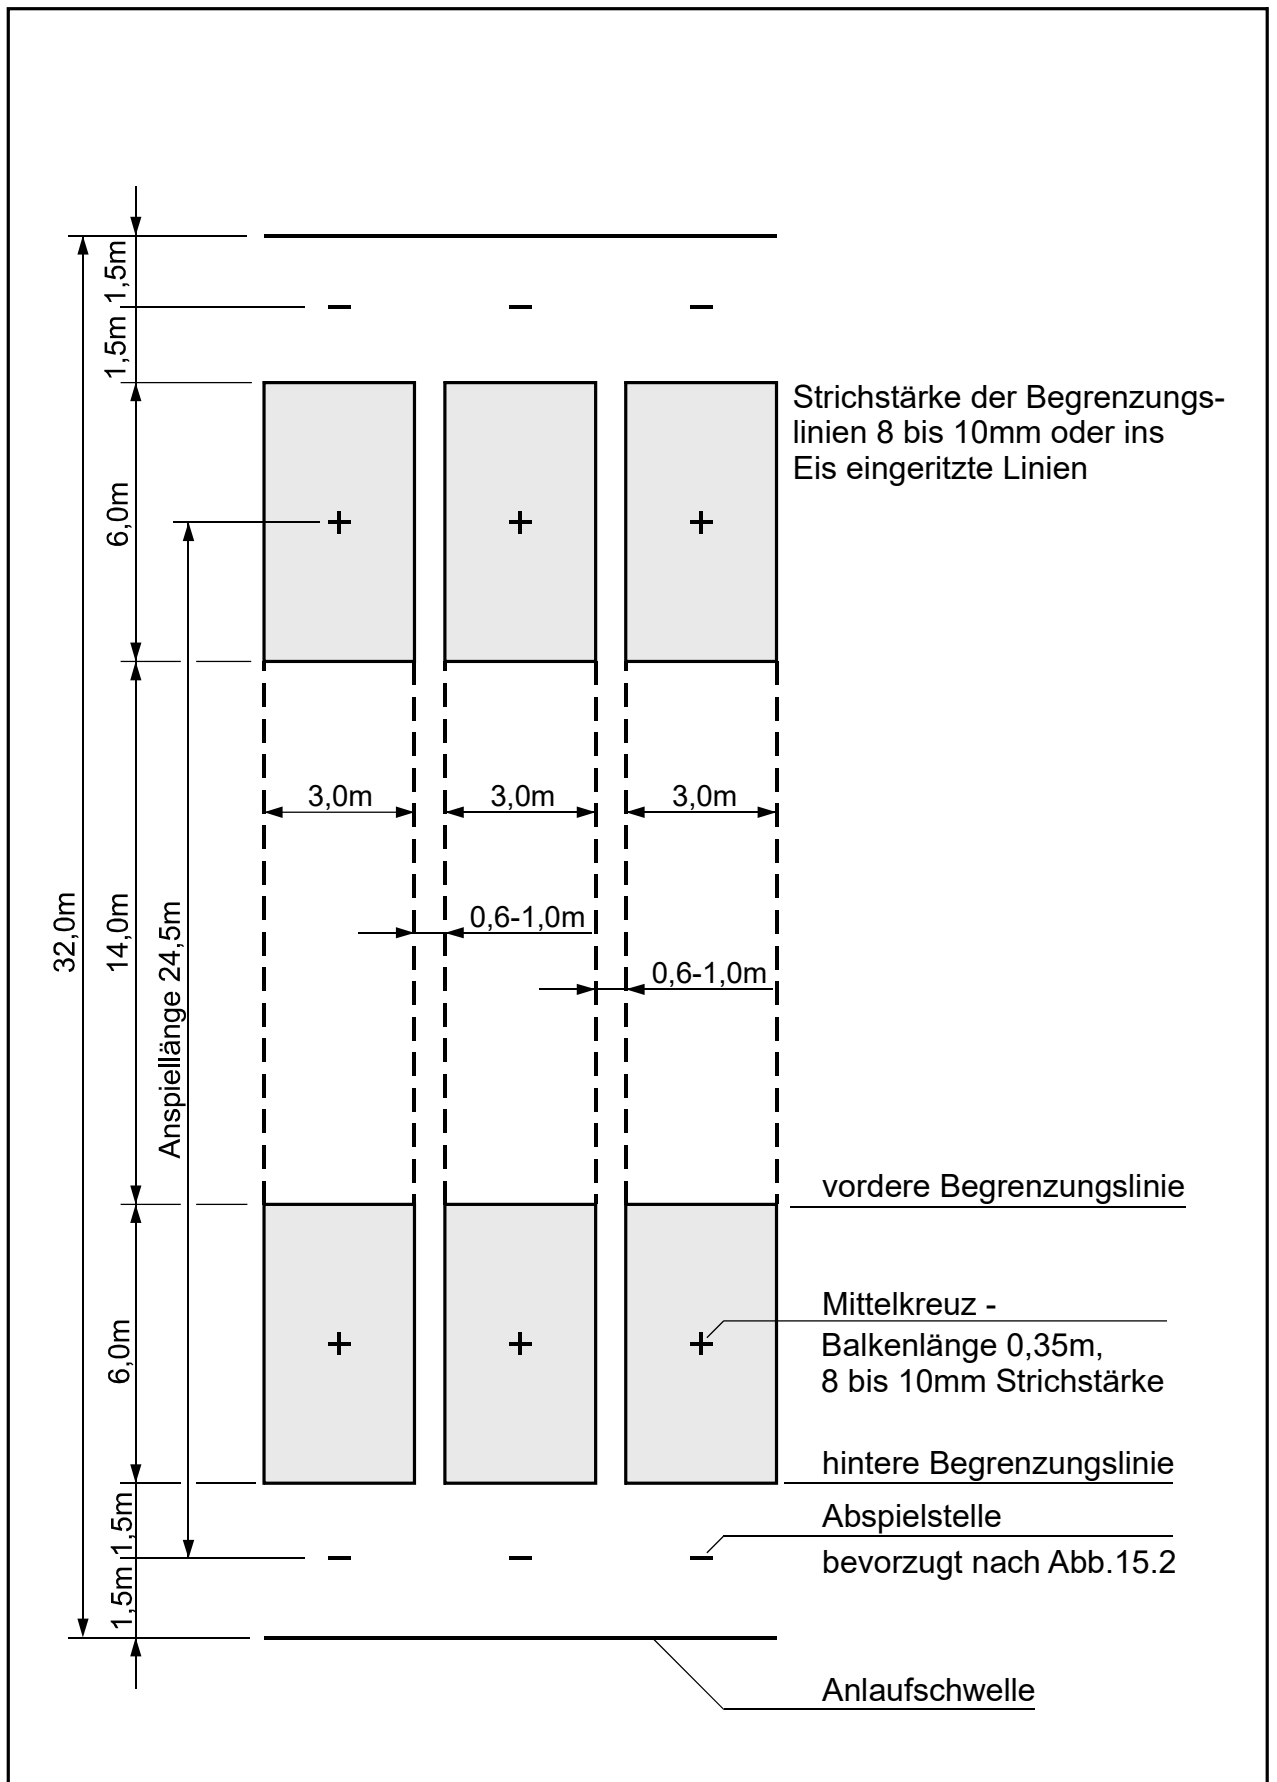 1,5m
1,5m
Strichstärke der Begrenzungs-
linien 8 bis 10mm oder ins
Eis eingeritzte Linien
6,0m
3,0m
3,0m
3,0m
32,0m
14,0m
Anspiellänge 24,5m
0,6-1,0m
0,6-1,0m
vordere Begrenzungslinie
6,0m
Mittelkreuz -
Balkenlänge 0,35m,
8 bis 10mm Strichstärke
hintere Begrenzungslinie
1,5m
Abspielstelle
bevorzugt nach Abb.15.2
1,5m
Anlaufschwelle